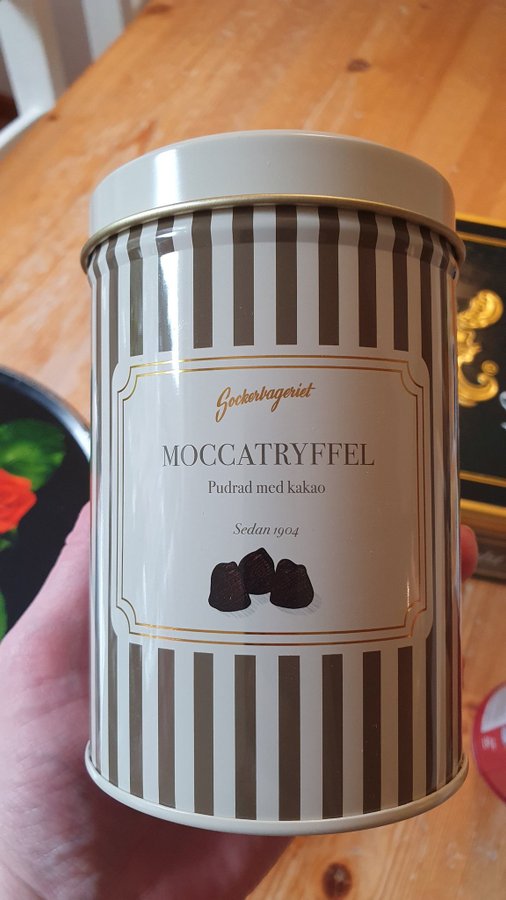 Sockerbageriet
MOCCATRYFFEL
Pudrad med kakao
Sedan 1904